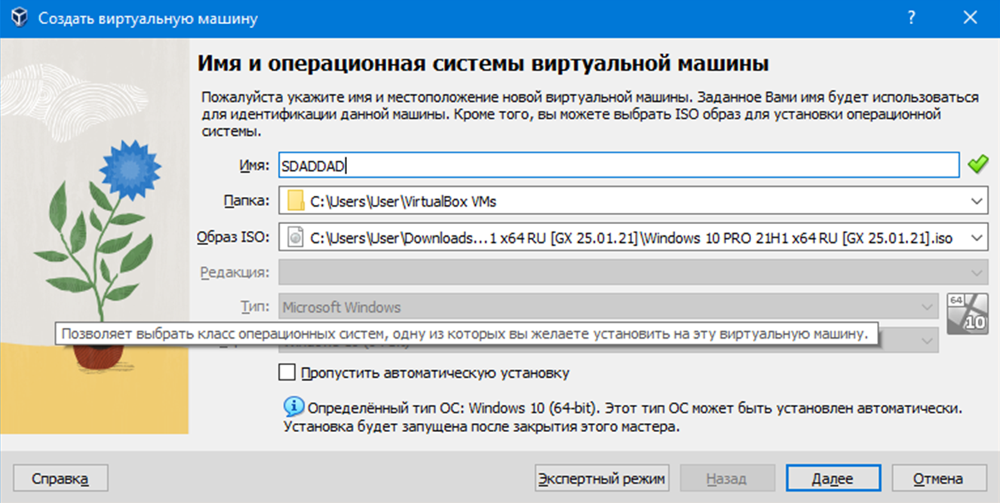 Создать виртуальную машину
?
Имя и операционная системы виртуальной машины
Пожалуйста укажите имя и местоположение новой виртуальной машины. Заданное Вами имя будет использоваться
для идентификации данной машины. Кроме того, вы можете выбрать ISO образ для установки операционной
системы.
Имя: SDADDAD
Папка: C:\Users\User\VirtualBox VMs
Образ ISO: C:\Users\User\Downloads...1 x64 RU [GX 25.01.21]\Windows 10 PRO 21H1 x64 RU [GX 25.01.21].iso
Редакция:
Тип: Microsoft Windows
64
10
Позволяет выбрать класс операционных систем, одну из которых вы желаете установить на эту виртуальную машину.
Пропустить автоматическую установку
Определённый тип ОС: Windows 10 (64-bit). Этот тип ОС может быть установлен автоматически.
Установка будет запущена после закрытия этого мастера.
Справка Экспертный режим Назад Далее Отмена